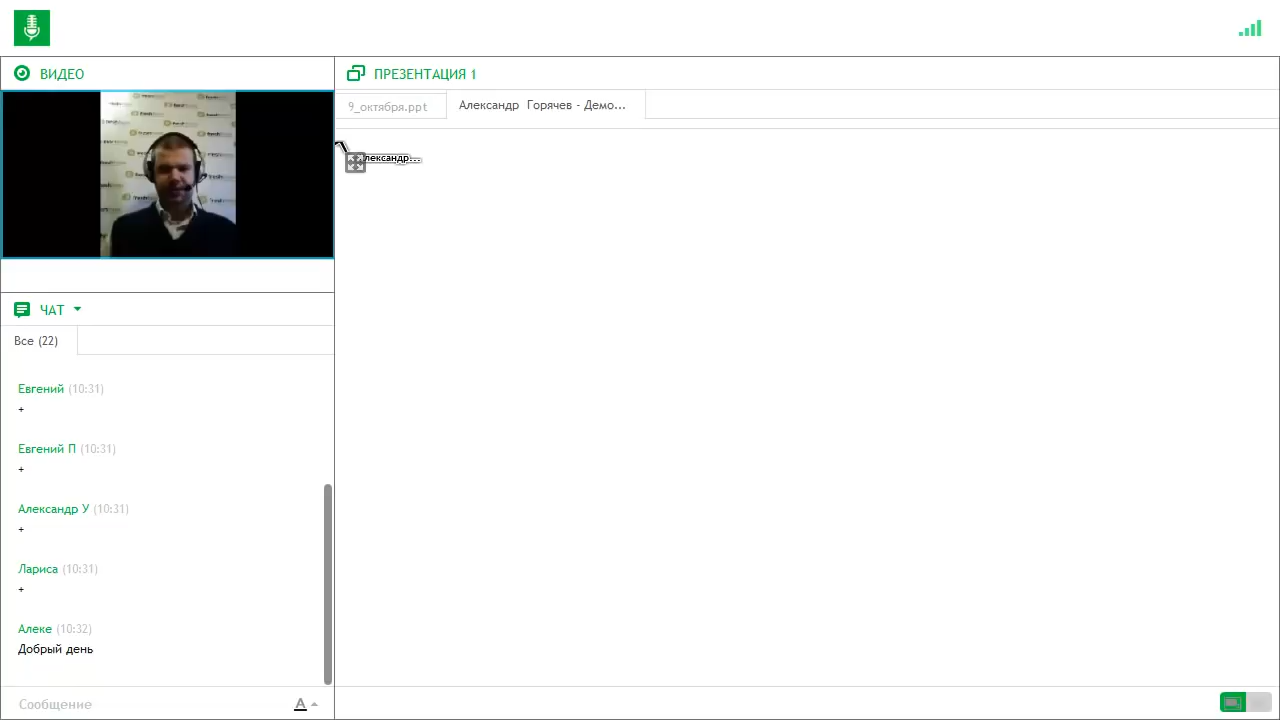 ВИДЕО
ПРЕЗЕНТАЦИЯ 1
9_октября.ppt
Александр Горячев - Демо...
лександр...
ЧАТ
Все (22)
Евгений (10:31)
+
Евгений П (10:31)
+
Александр У (10:31)
+
Лариса (10:31)
+
Алеке (10:32)
Добрый день
Сообщение
A